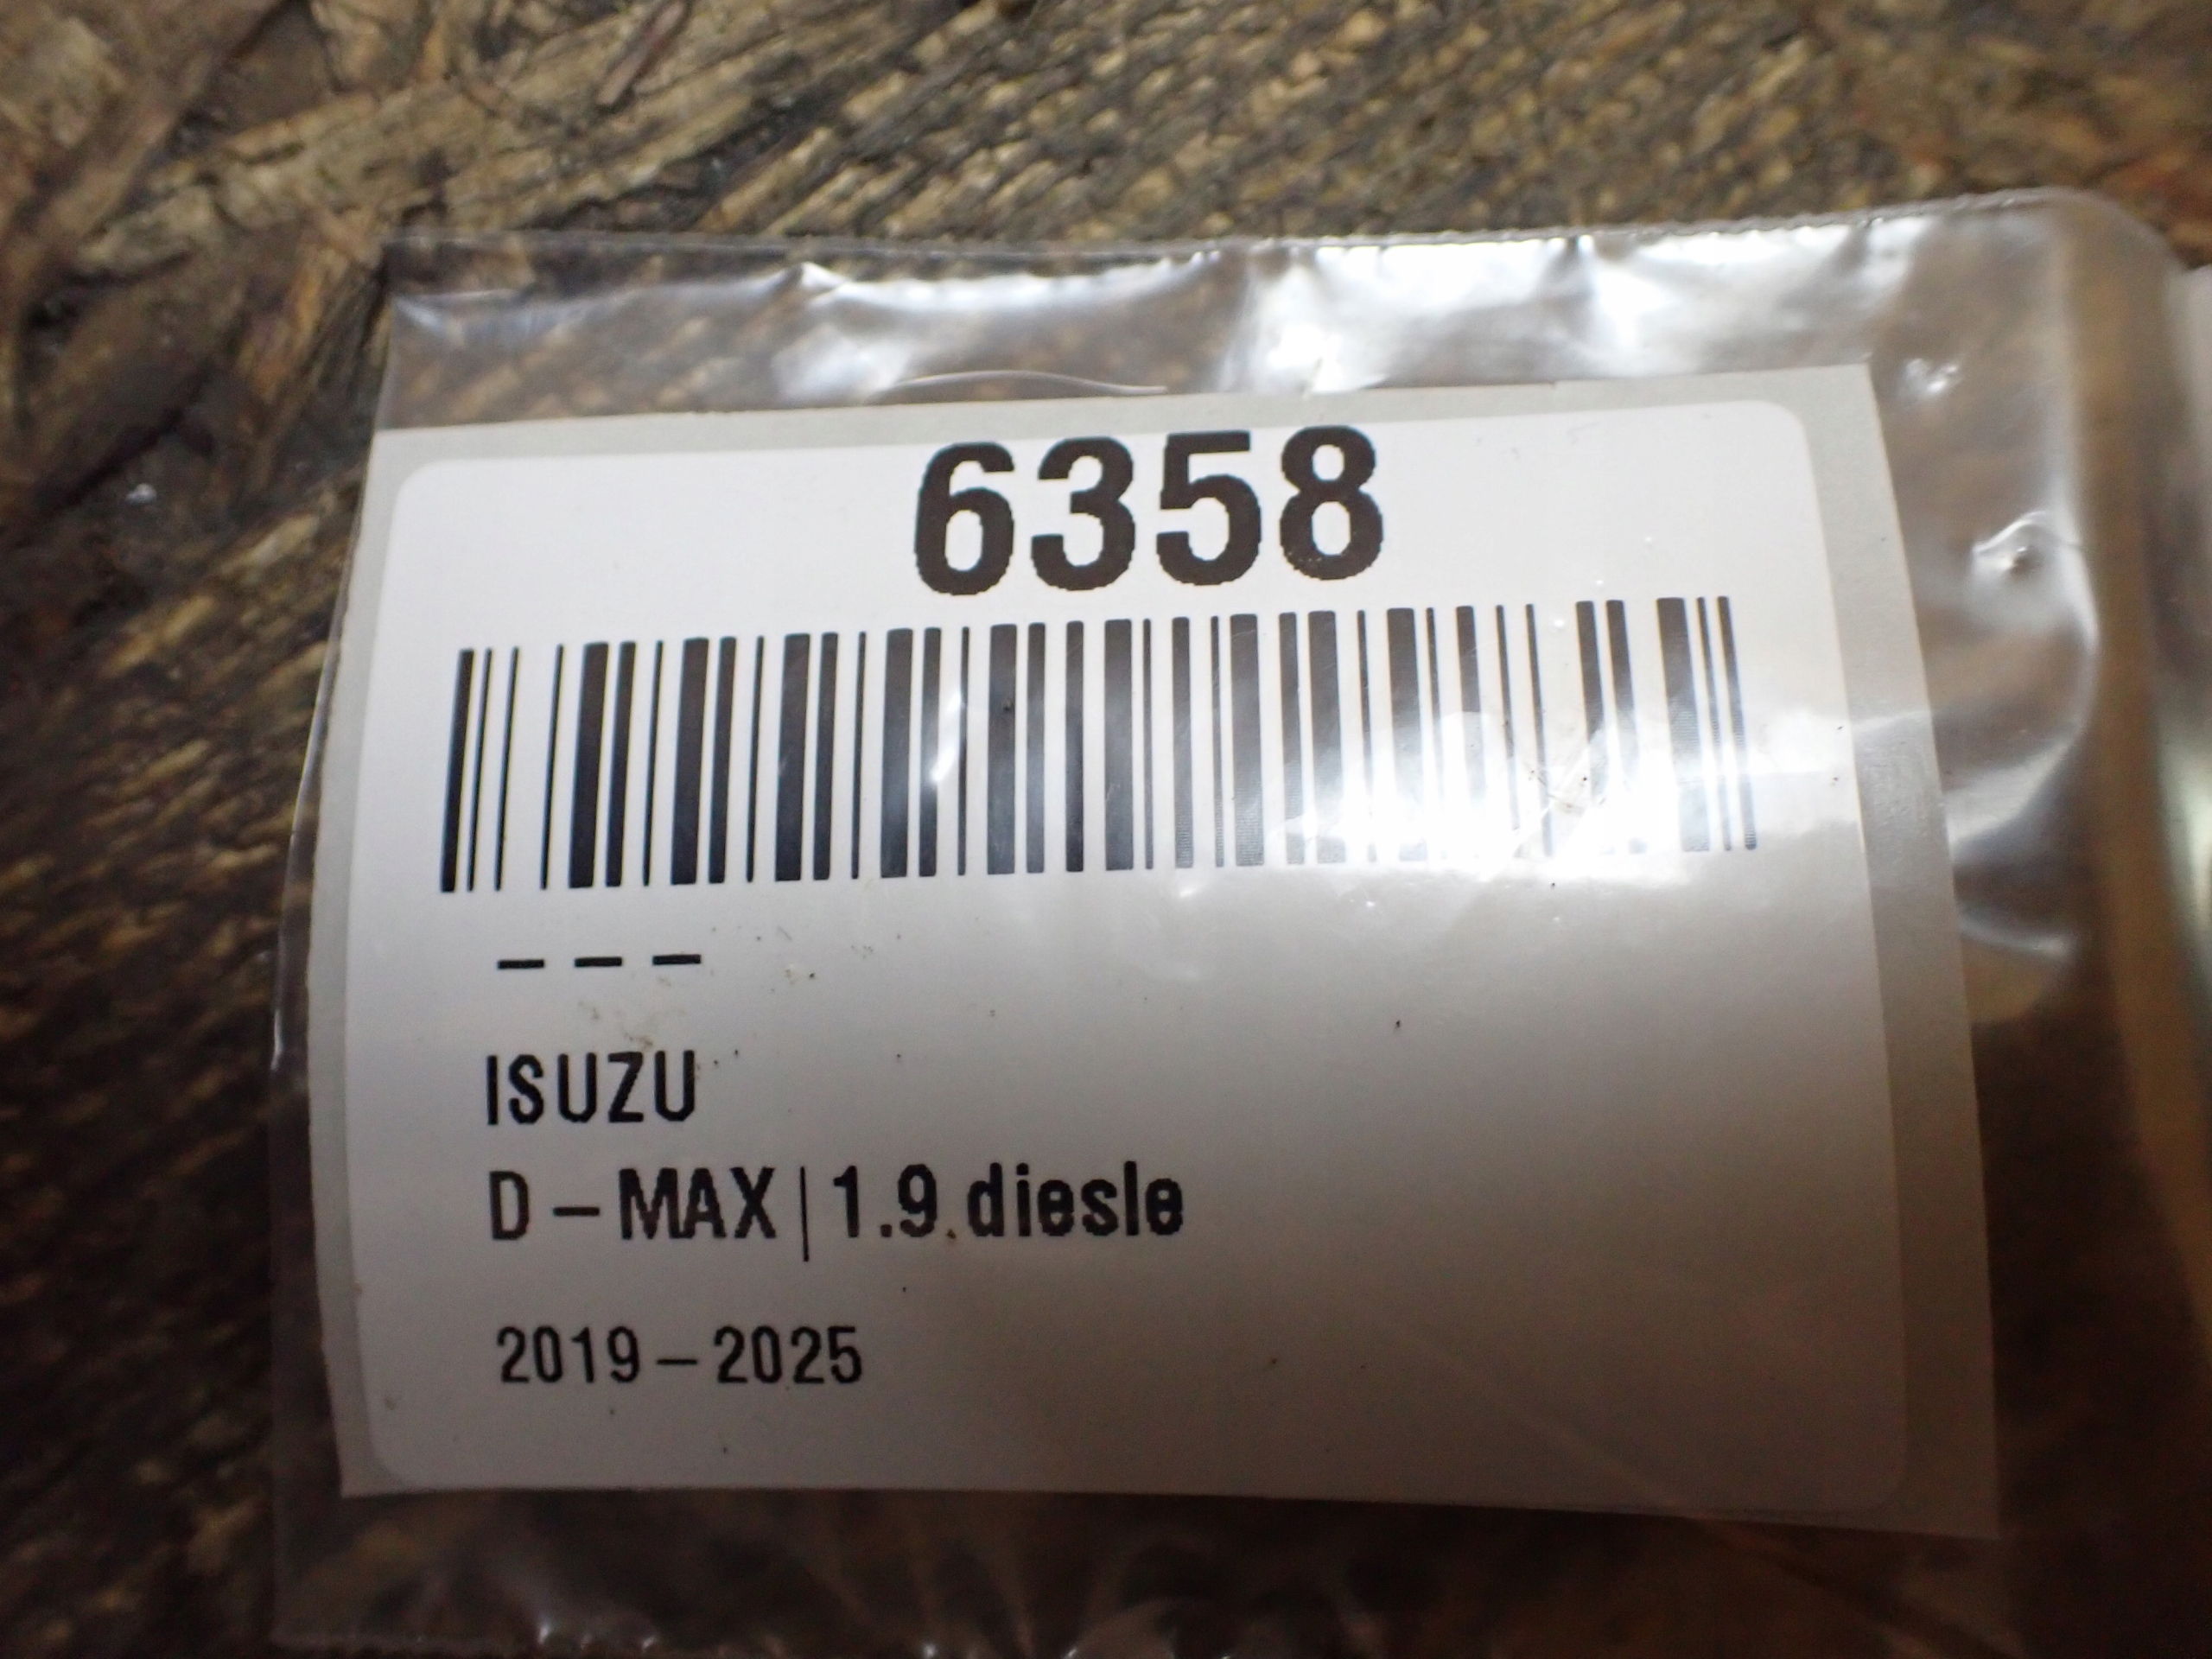 6358
– – –
ISUZU
D – MAX | 1.9 diesle
2019 – 2025